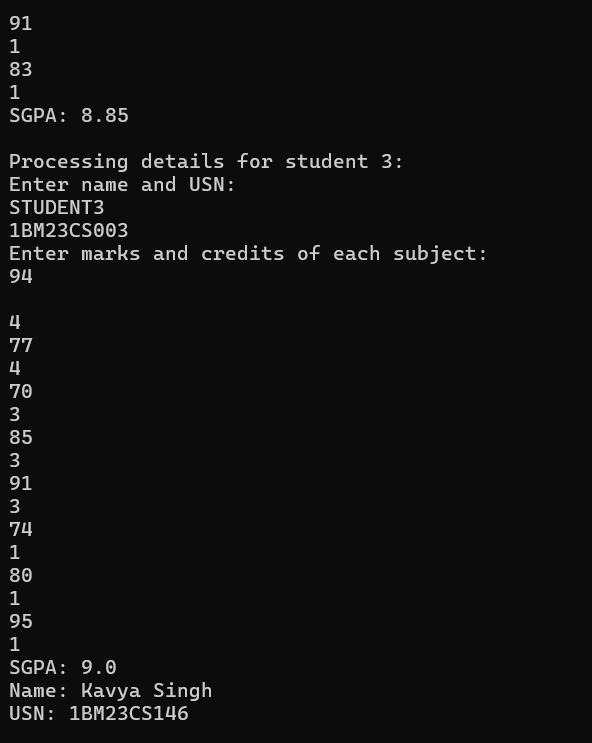 91
1
83
1
SGPA: 8.85
Processing details for student 3:
Enter name and USN:
STUDENT3
1BM23CS003
Enter marks and credits of each subject:
94
4
77
4
70
3
85
3
91
3
74
1
80
1
95
1
SGPA: 9.0
Name: Kavya Singh
USN: 1BM23CS146